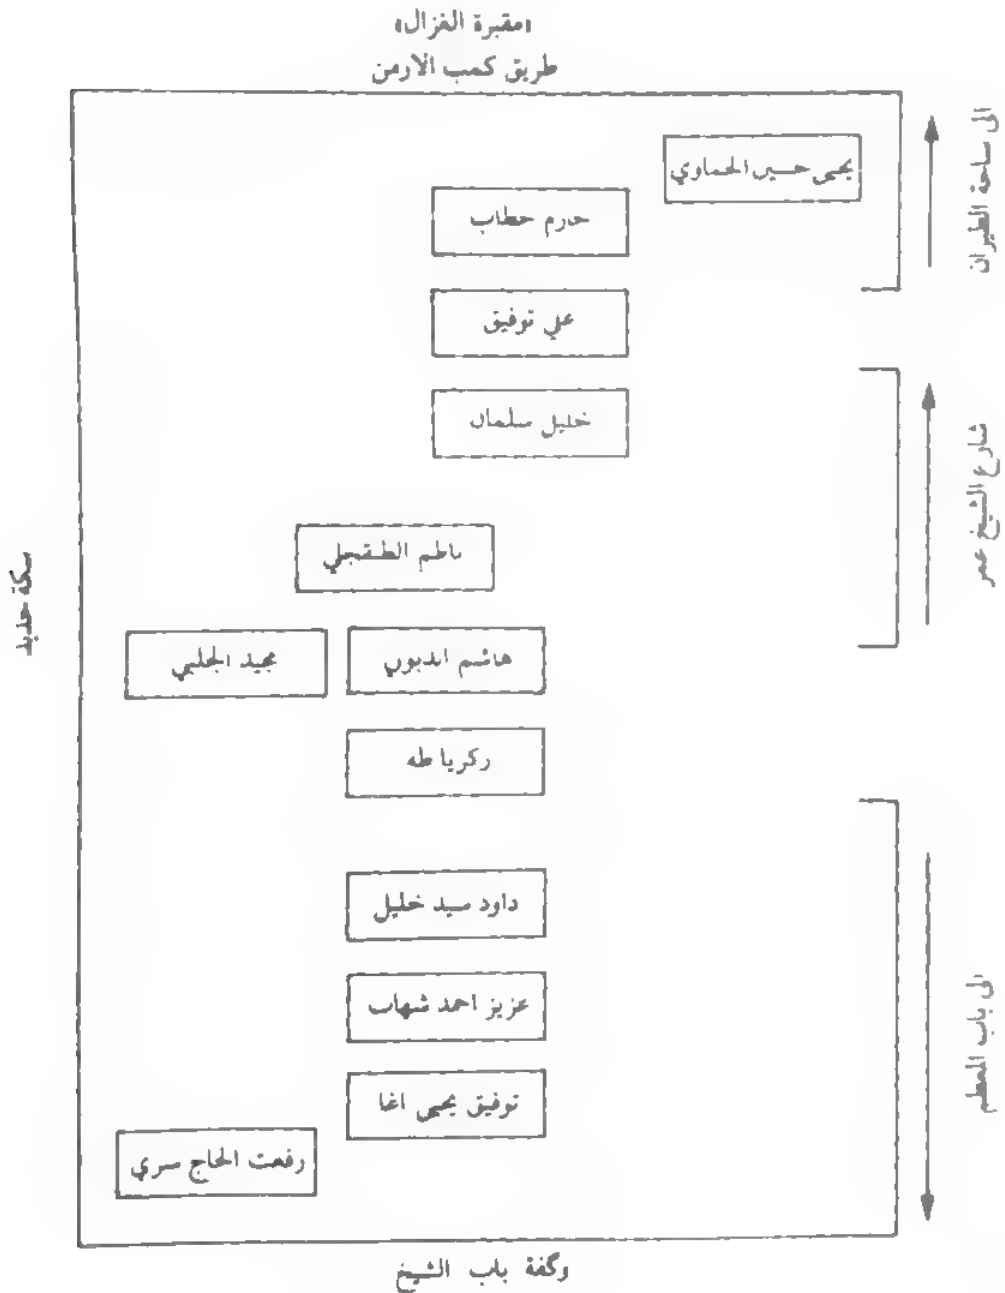 «مقبرة الغزال»
طريق كمب الارمن
الى ساحة الطيران
يحيى حسين الحماوي
حازم خطاب
علي توفيق
خليل سلمان
شارع الشيخ عمر
ناظم الطبقجلي
سكة حديد
هاشم الدبوني
مجيد الجلبي
زكريا طه
داود سيد خليل
عزيز احمد شهاب
الى باب المعظم
توفيق يحيى اغا
رفعت الحاج سري
وگفة باب الشيخ